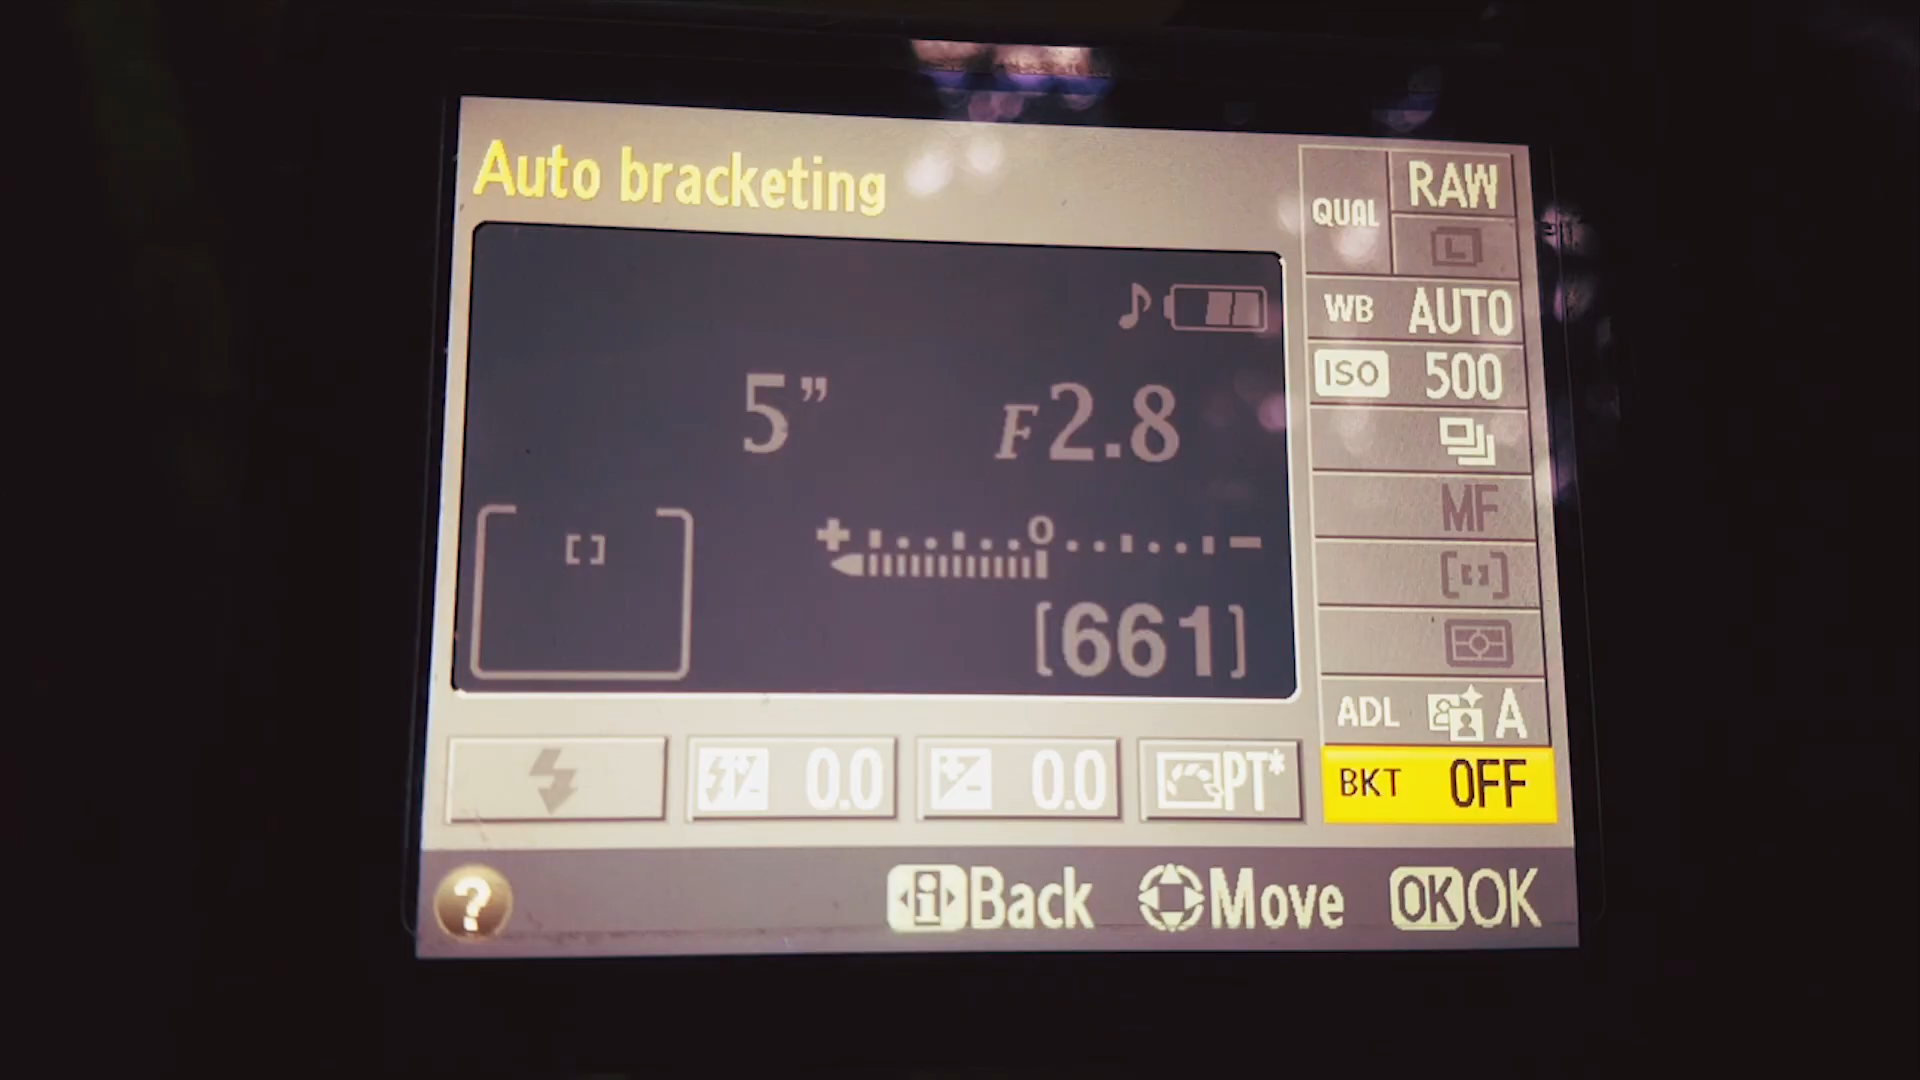 Auto bracketing
QUAL RAW
L
WB AUTO
ISO 500
5” F2.8
MF
+ 0 −
[661]
ADL A
0.0 0.0 PT*
BKT OFF
? i Back Move OK OK